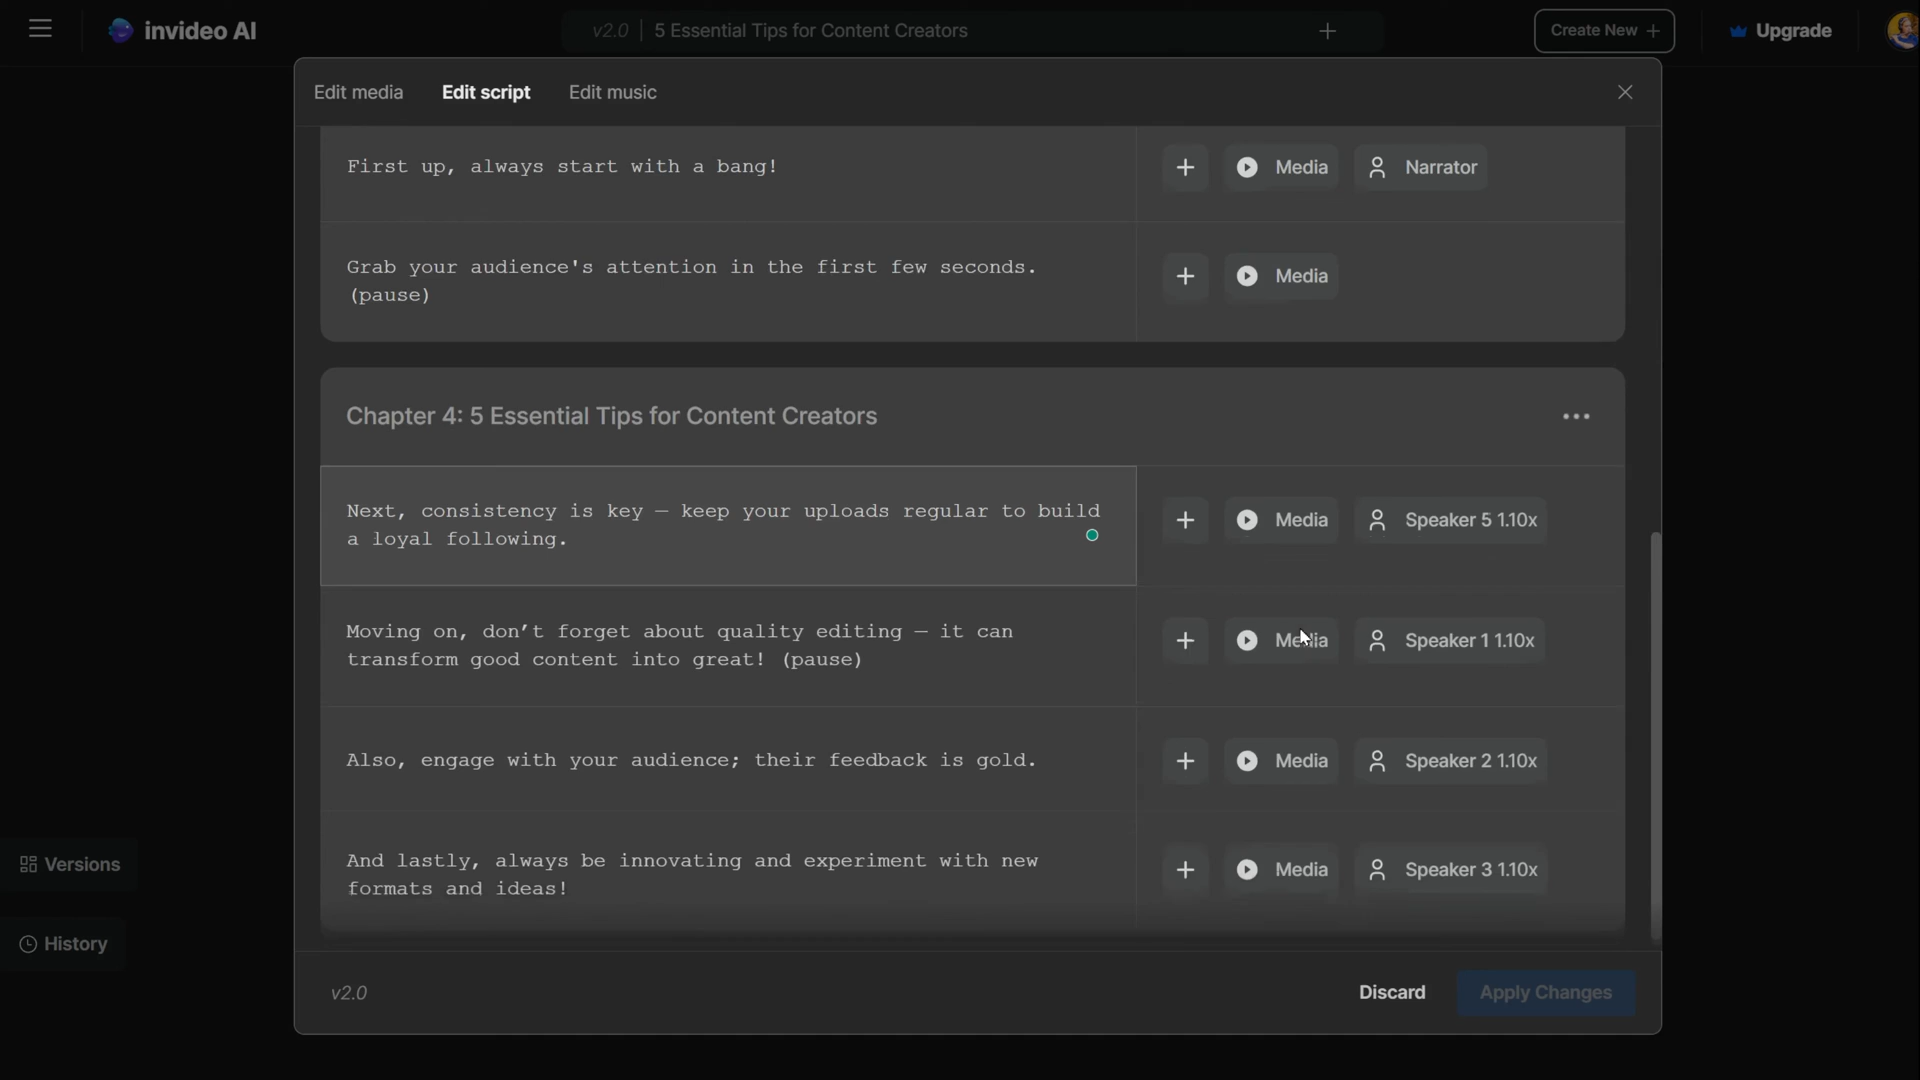 invideo AI
v2.0 | 5 Essential Tips for Content Creators
Create New
Upgrade
Edit media
Edit script
Edit music
First up, always start with a bang!
Media
Narrator
Grab your audience's attention in the first few seconds.
(pause)
Media
Chapter 4: 5 Essential Tips for Content Creators
Next, consistency is key — keep your uploads regular to build
a loyal following.
Media
Speaker 5 1.10x
Moving on, don’t forget about quality editing — it can
transform good content into great! (pause)
Media
Speaker 1 1.10x
Also, engage with your audience; their feedback is gold.
Media
Speaker 2 1.10x
And lastly, always be innovating and experiment with new
formats and ideas!
Media
Speaker 3 1.10x
Versions
History
v2.0
Discard
Apply Changes